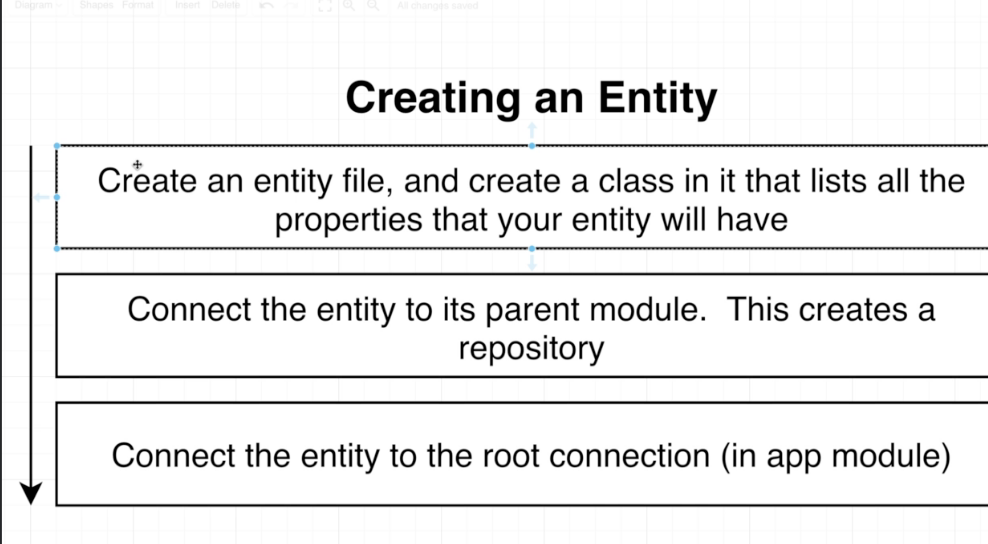 Diagram Shapes Format Insert Delete All changes saved
Creating an Entity
Create an entity file, and create a class in it that lists all the
properties that your entity will have
Connect the entity to its parent module.  This creates a
repository
Connect the entity to the root connection (in app module)